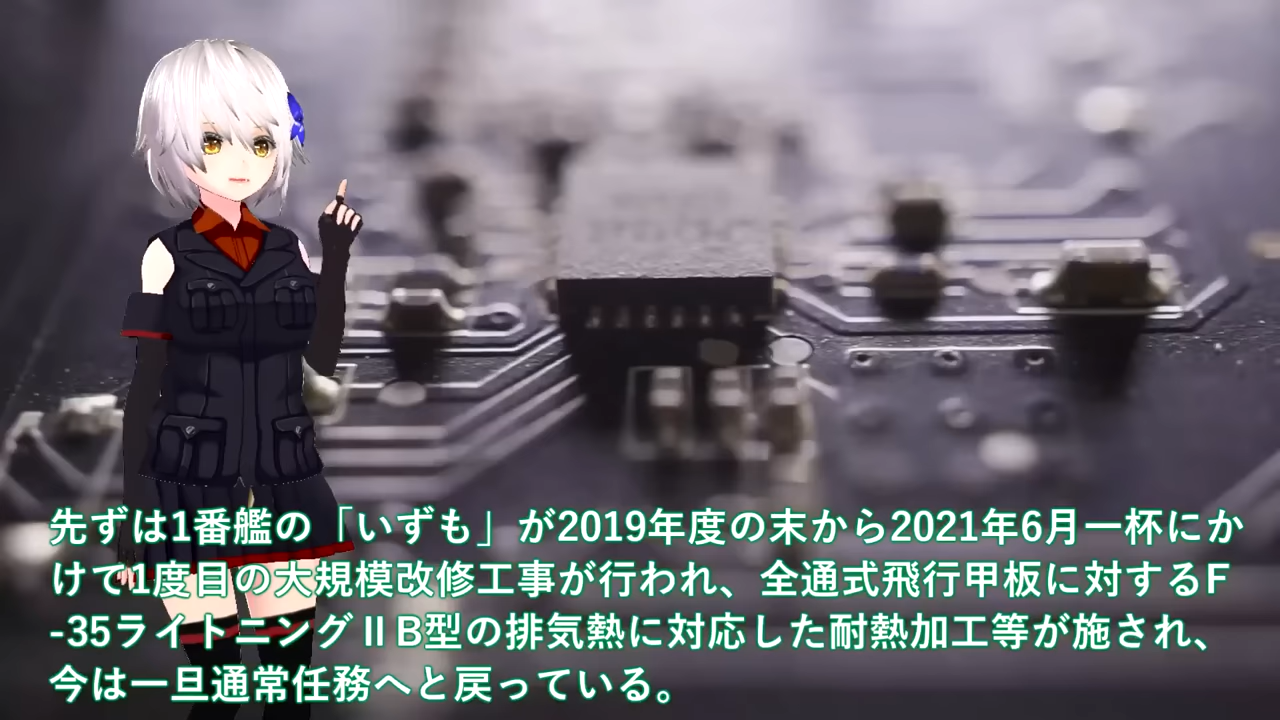 先ずは1番艦の「いずも」が2019年度の末から2021年6月一杯にか
けて1度目の大規模改修工事が行われ、全通式飛行甲板に対するF
-35ライトニングⅡB型の排気熱に対応した耐熱加工等が施され、
今は一旦通常任務へと戻っている。